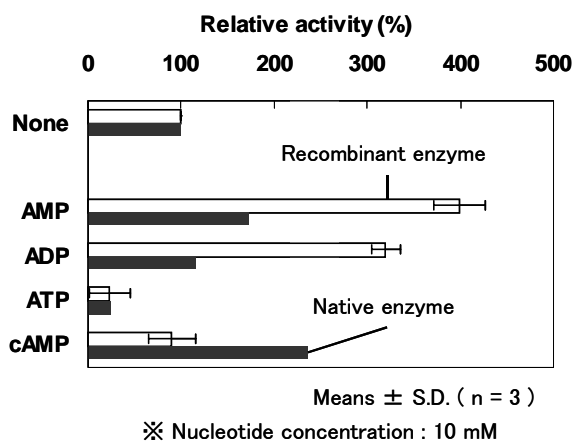 Relative activity (%)
0 100 200 300 400 500
None
Recombinant enzyme
AMP
ADP
ATP
Native enzyme
cAMP
Means ± S.D. ( n = 3 )
※ Nucleotide concentration : 10 mM